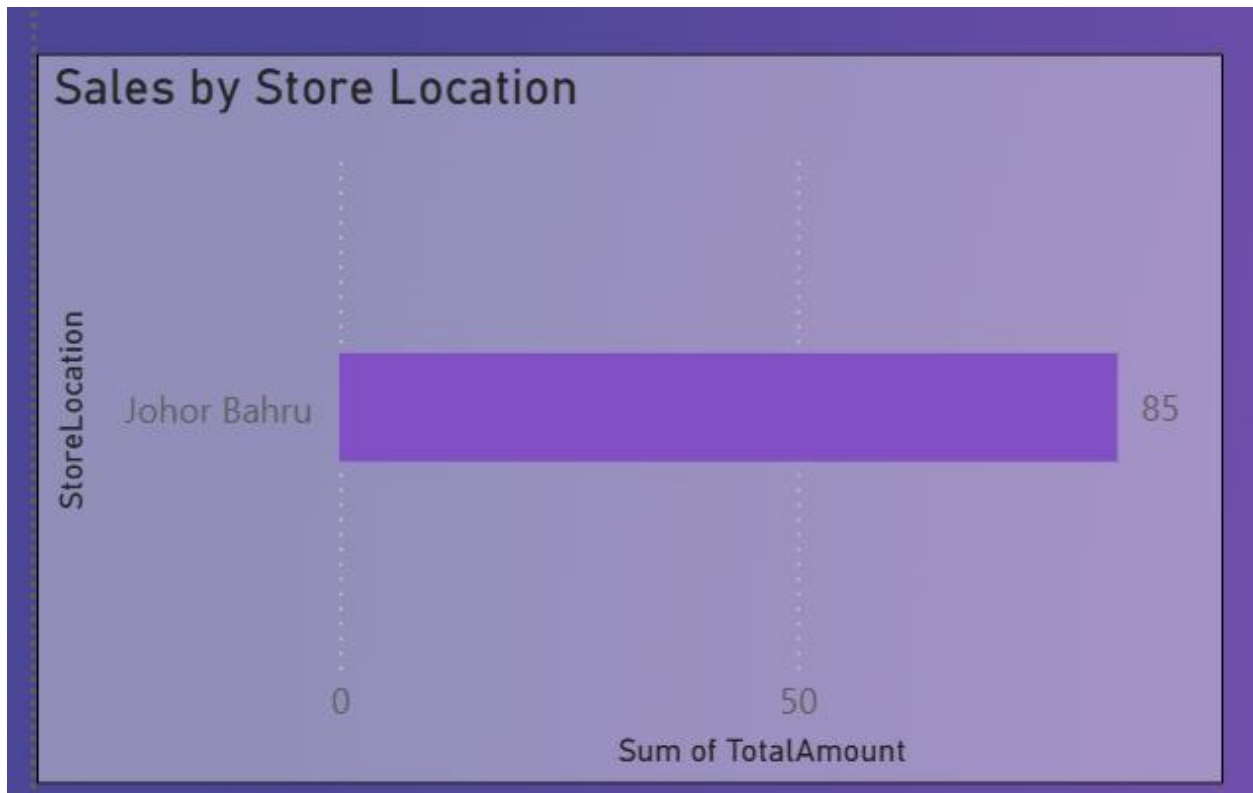 Sales by Store Location
StoreLocation
Johor Bahru
85
0
50
Sum of TotalAmount